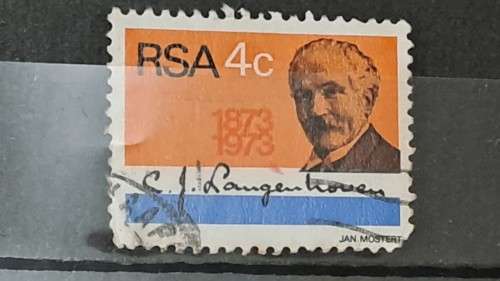 RSA 4c
1873
1973
C. J. Langenhoven
JAN MOSTERT